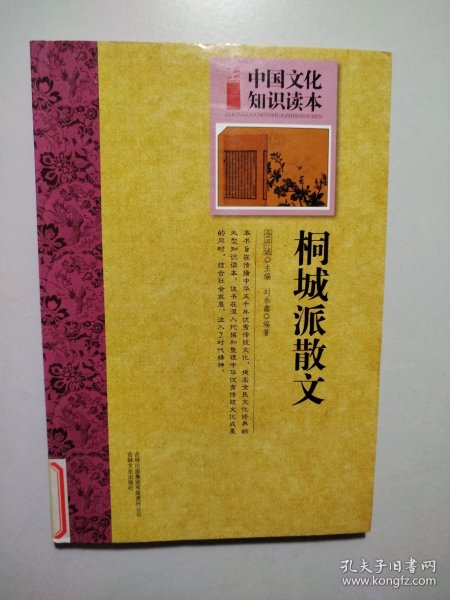 中国文化
知识读本
桐城派散文
金开诚◎主编 刘永鑫◎编著
本书旨在传播中华五千年优秀传统文化，提高全民文化修养的
大型知识读本。该书在深入挖掘和整理中华优秀传统文化成果
的同时，结合社会发展，注入了时代精神。
吉林出版集团有限责任公司
吉林文史出版社
孔夫子旧书网
www.kongfz.com